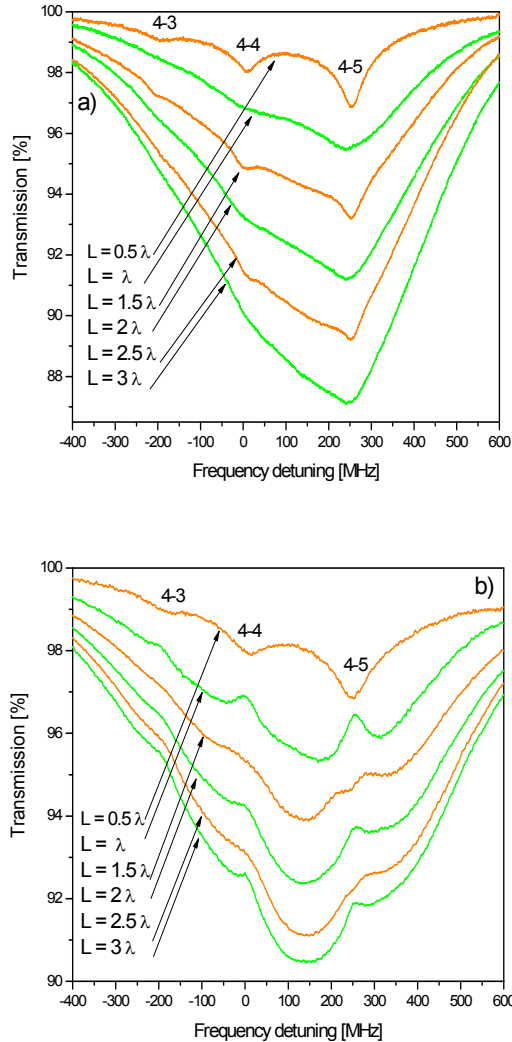 100
98
96
94
92
90
88
Transmission [%]
a)
4-3
4-4
4-5
L = 0.5 λ
L = λ
L = 1.5 λ
L = 2 λ
L = 2.5 λ
L = 3 λ
-400 -300 -200 -100 0 100 200 300 400 500 600
Frequency detuning [MHz]
100
98
96
94
92
90
Transmission [%]
b)
4-3
4-4
4-5
L = 0.5 λ
L = λ
L = 1.5 λ
L = 2 λ
L = 2.5 λ
L = 3 λ
-400 -300 -200 -100 0 100 200 300 400 500 600
Frequency detuning [MHz]